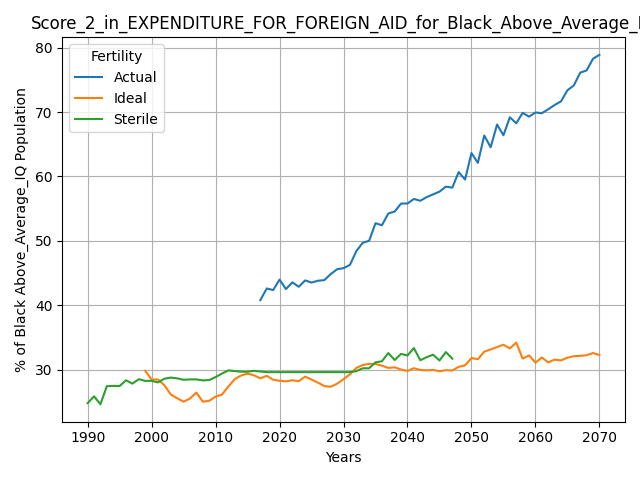 Score_2_in_EXPENDITURE_FOR_FOREIGN_AID_for_Black_Above_Average_I
Fertility
Actual
Ideal
Sterile
% of Black Above_Average_IQ Population
80
70
60
50
40
30
1990 2000 2010 2020 2030 2040 2050 2060 2070
Years